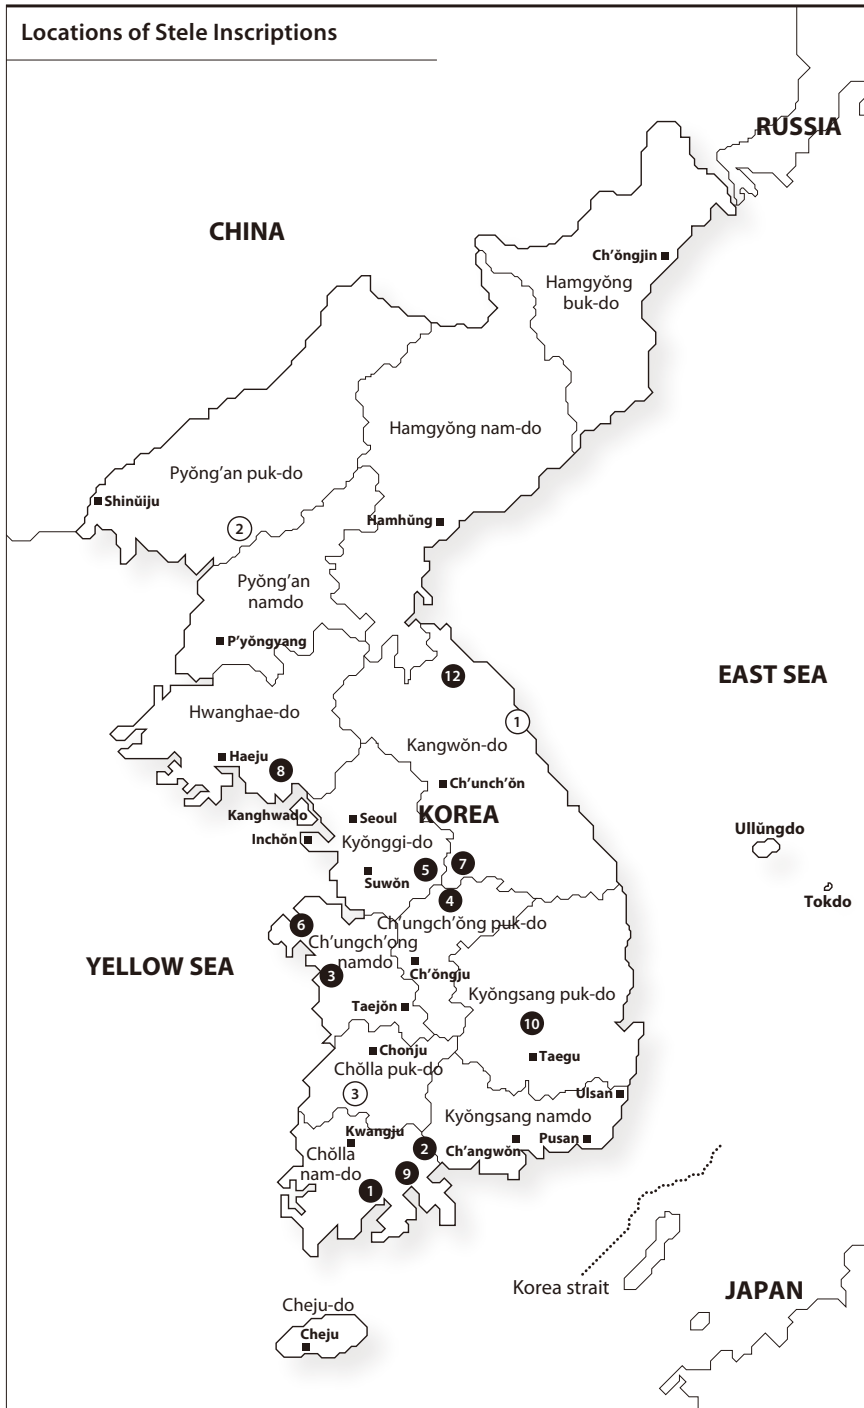 Locations of Stele Inscriptions
RUSSIA
CHINA
Ch'ŏngjin
Hamgyŏng
buk-do
Hamgyŏng nam-do
Pyŏng'an puk-do
Shinŭiju
2
Hamhŭng
Pyŏng'an
namdo
P'yŏngyang
12
EAST SEA
Hwanghae-do
1
Kangwŏn-do
Haeju
8
Ch'unch'ŏn
Kanghwado
Seoul
KOREA
Inchŏn
Kyŏnggi-do
Ullŭngdo
5
7
Suwŏn
4
Tokdo
6
Ch'ungch'ŏng puk-do
Ch'ungch'ong
namdo
YELLOW SEA
3
Ch'ŏngju
Kyŏngsang puk-do
Taejŏn
10
Chonju
Taegu
Chŏlla puk-do
3
Ulsan
Kyŏngsang namdo
Kwangju
Pusan
Ch'angwŏn
2
Chŏlla
nam-do
9
1
Korea strait
JAPAN
Cheju-do
Cheju